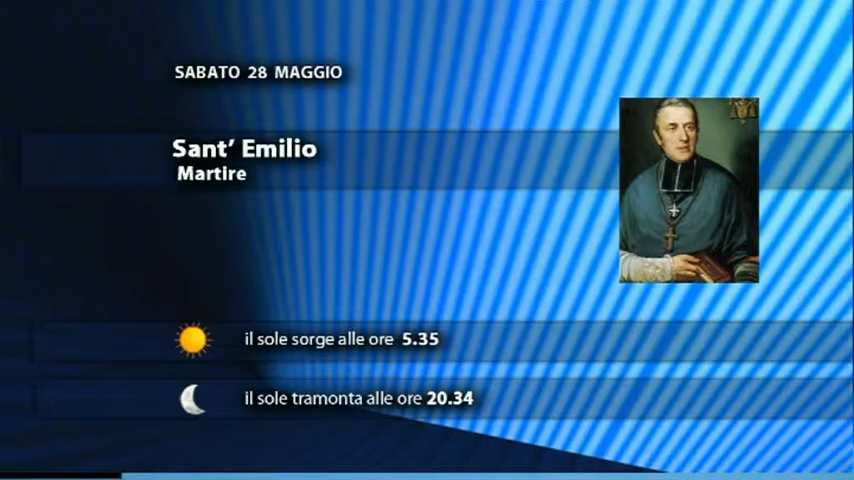 SABATO 28 MAGGIO
Sant' Emilio
Martire
il sole sorge alle ore 5.35
il sole tramonta alle ore 20.34